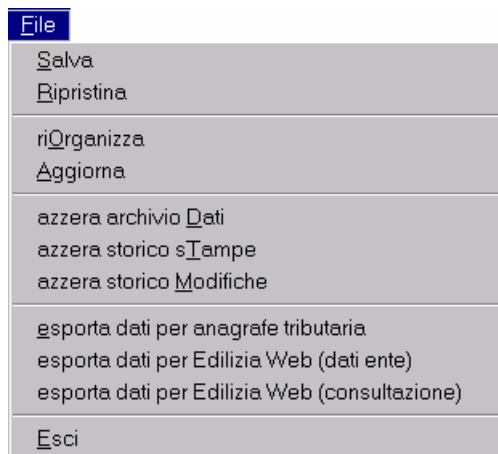 File
Salva
Ripristina
riOrganizza
Aggiorna
azzera archivio Dati
azzera storico sTampe
azzera storico Modifiche
esporta dati per anagrafe tributaria
esporta dati per Edilizia Web (dati ente)
esporta dati per Edilizia Web (consultazione)
Esci